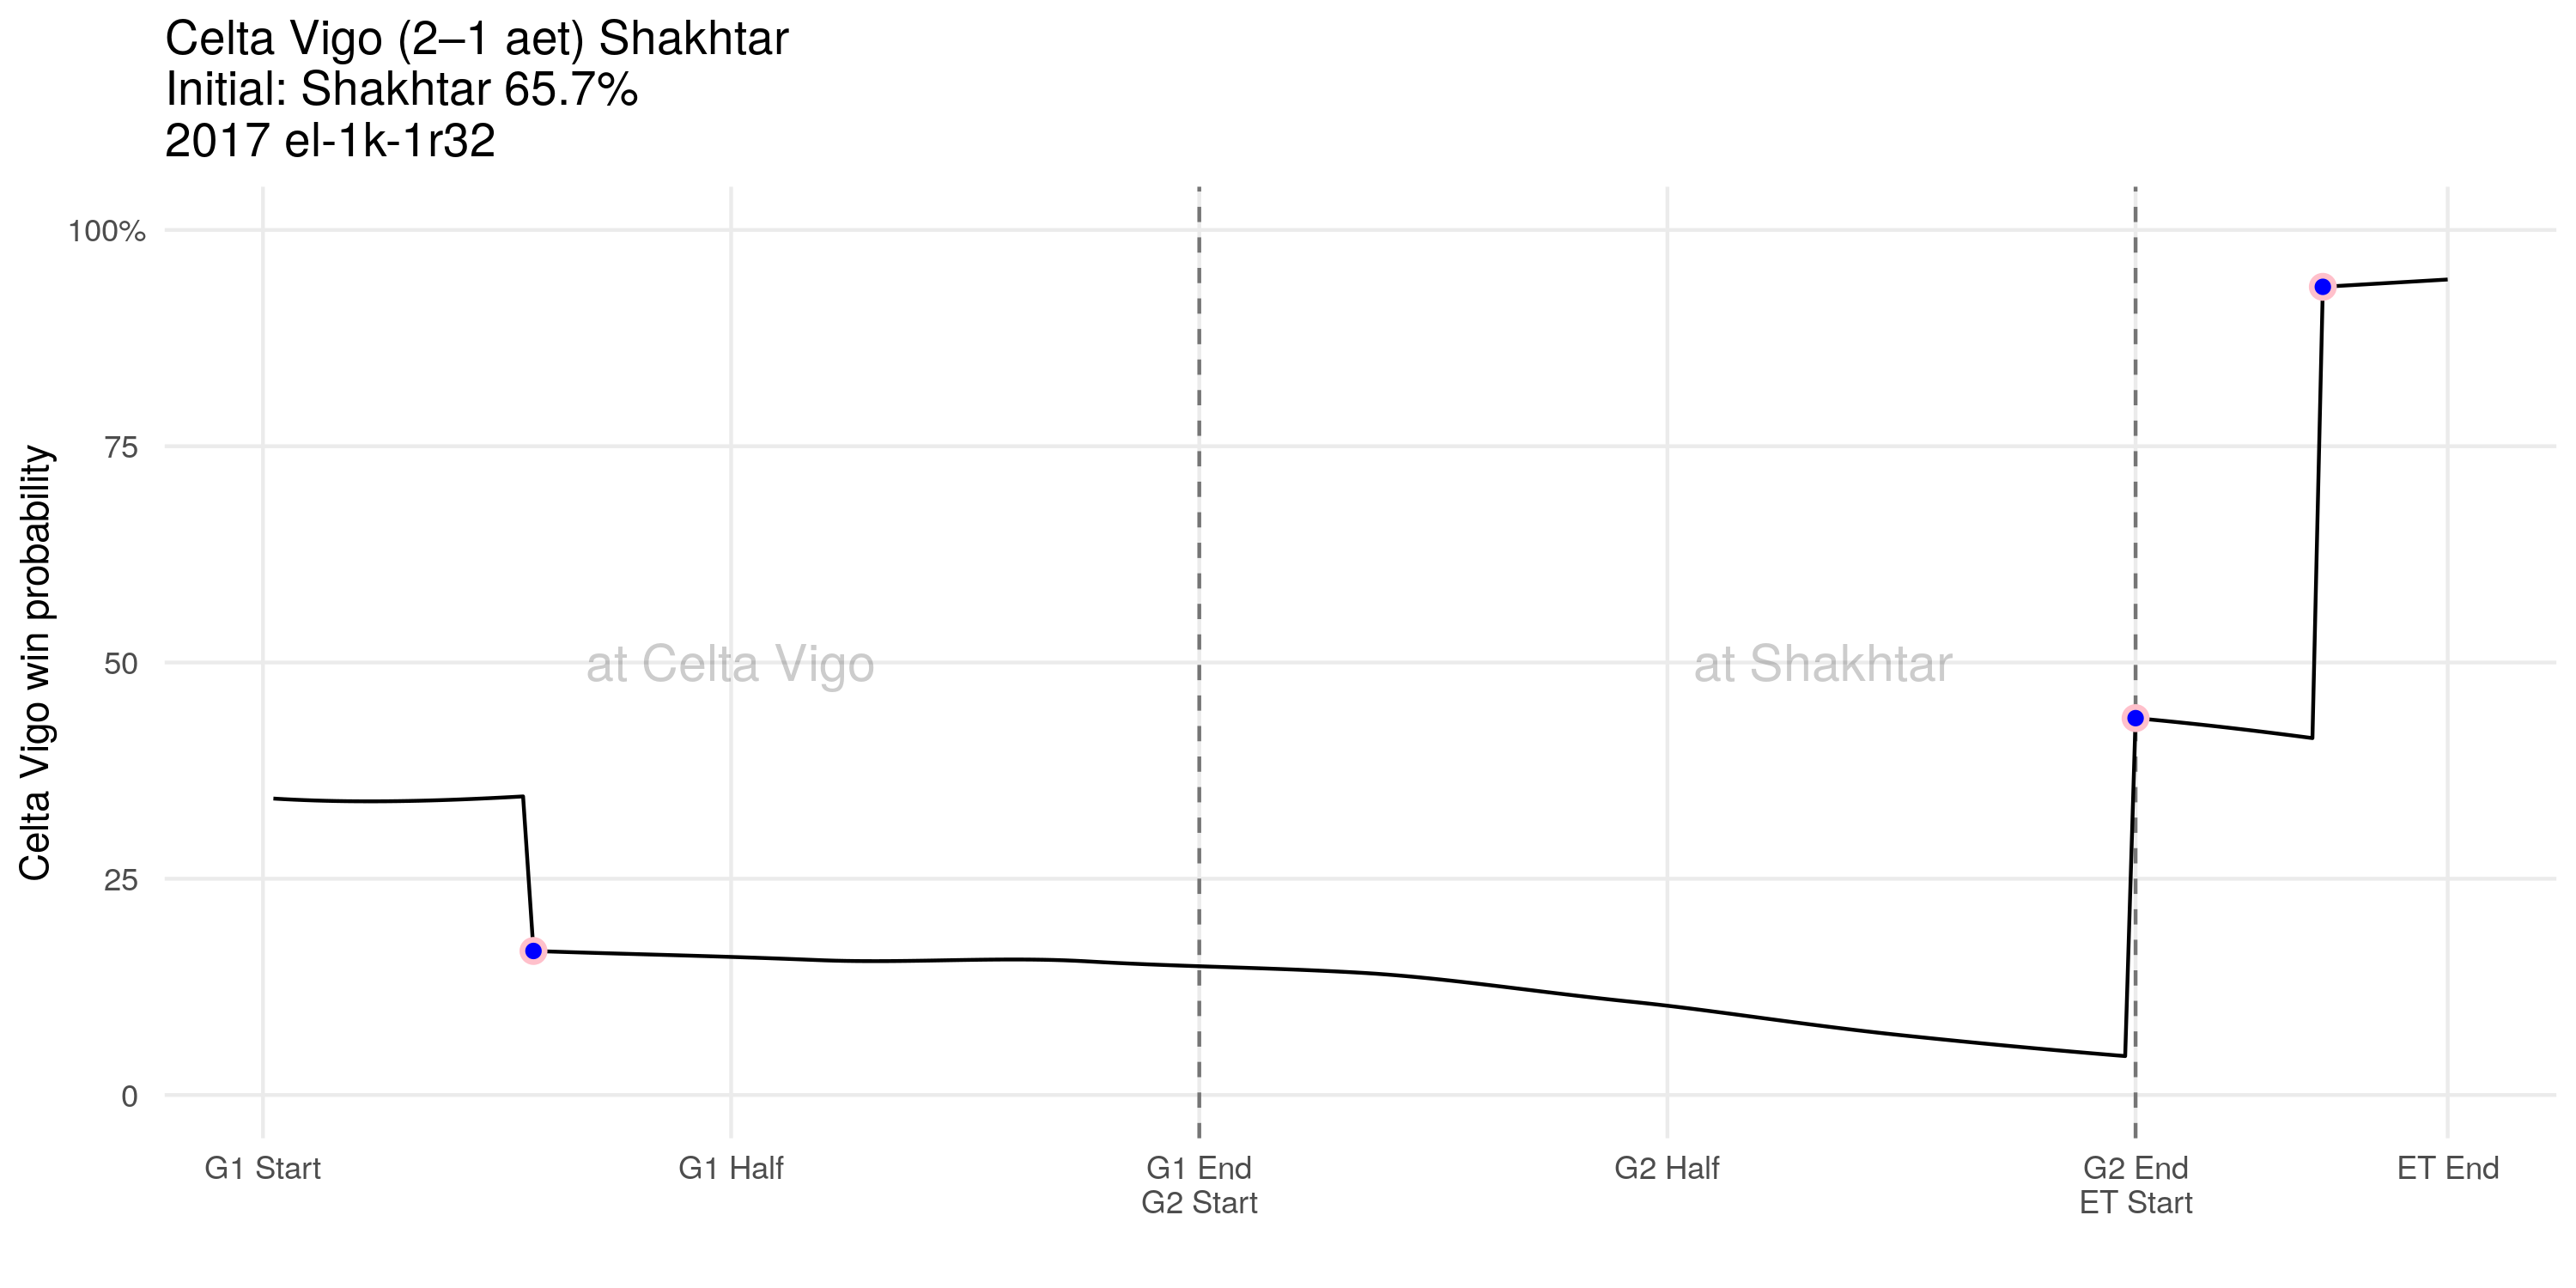 Celta Vigo (2–1 aet) Shakhtar
Initial: Shakhtar 65.7%
2017 el-1k-1r32
Celta Vigo win probability
100%
75
50
25
0
at Celta Vigo
at Shakhtar
G1 Start
G1 Half
G1 End
G2 Start
G2 Half
G2 End
ET Start
ET End